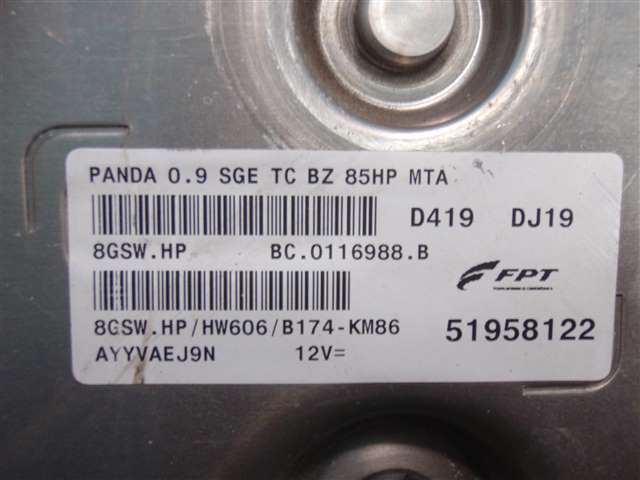 PANDA 0.9 SGE TC BZ 85HP MTA
D419 DJ19
8GSW.HP BC.0116988.B
FPT
8GSW.HP/HW606/B174-KM86
51958122
AYYVAEJ9N 12V=